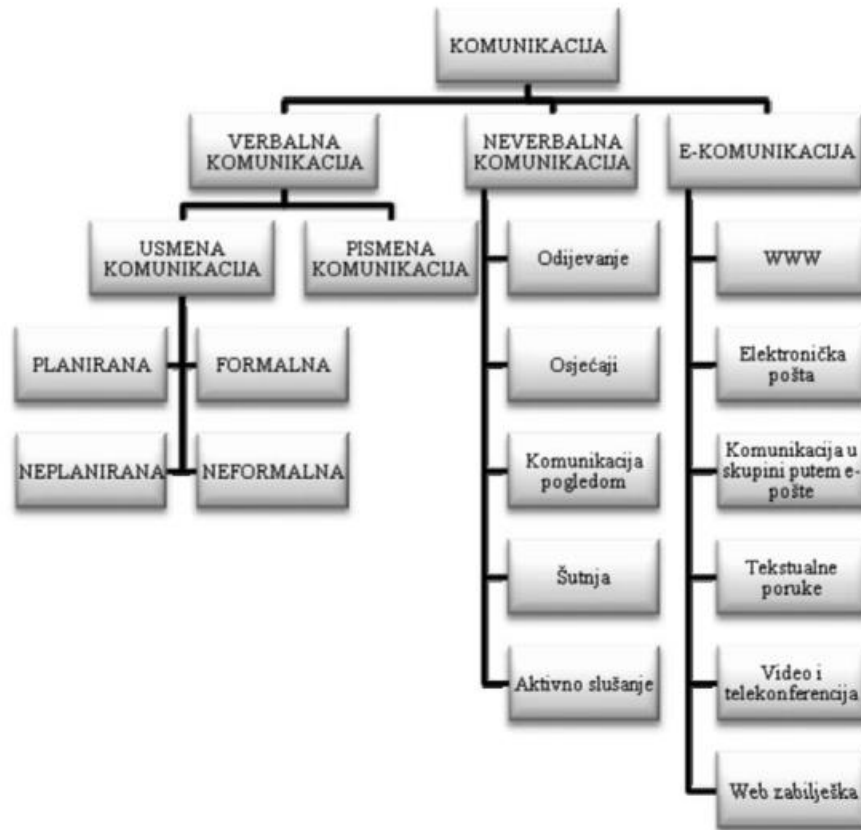 KOMUNIKACIJA
VERBALNA
KOMUNIKACIJA
NEVERBALNA
KOMUNIKACIJA
E-KOMUNIKACIJA
USMENA
KOMUNIKACIJA
PISMENA
KOMUNIKACIJA
PLANIRANA
FORMALNA
NEPLANIRANA
NEFORMALNA
Odijevanje
Osjećaji
Komunikacija
pogledom
Šutnja
Aktivno slušanje
WWW
Elektronička
pošta
Komunikacija u
skupini putem e-
pošte
Tekstualne
poruke
Video i
telekonferencija
Web zabilješka